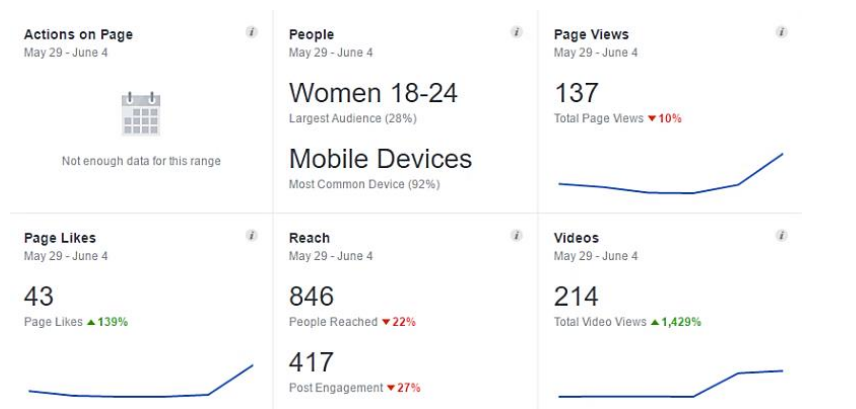 Actions on Page
May 29 - June 4
Not enough data for this range
People
May 29 - June 4
Women 18-24
Largest Audience (28%)
Mobile Devices
Most Common Device (92%)
Page Views
May 29 - June 4
137
Total Page Views ▼10%
Page Likes
May 29 - June 4
43
Page Likes ▲139%
Reach
May 29 - June 4
846
People Reached ▼22%
417
Post Engagement ▼27%
Videos
May 29 - June 4
214
Total Video Views ▲1,429%